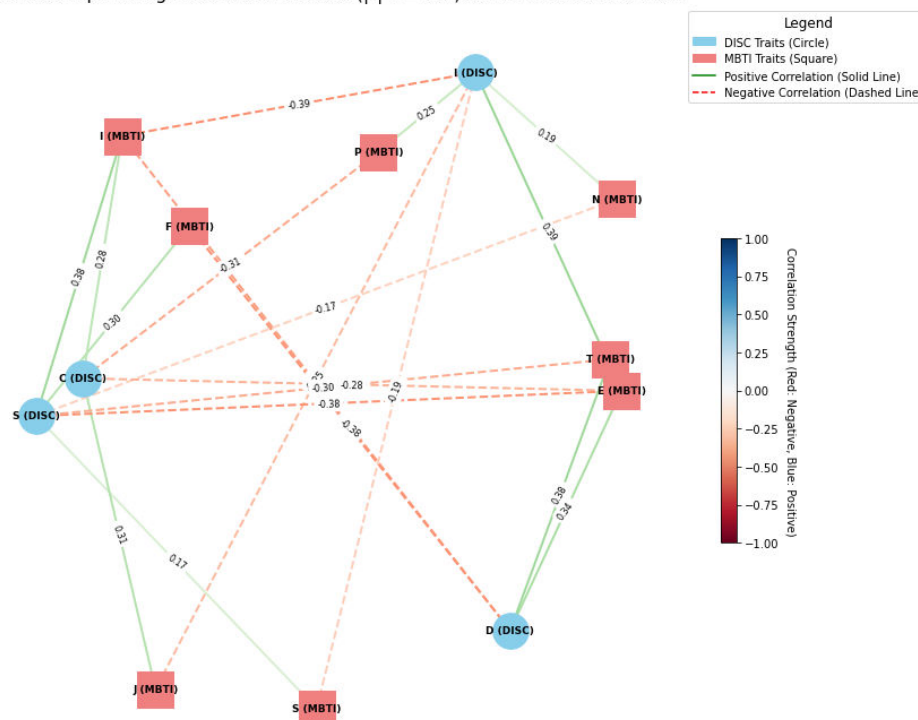 Legend
DISC Traits (Circle)
MBTI Traits (Square)
Positive Correlation (Solid Line)
Negative Correlation (Dashed Line
I (DISC)
-0.39
0.25
I (MBTI)
P (MBTI)
0.19
N (MBTI)
F (MBTI)
0.39
0.28
-0.31
0.38
-0.17
0.30
T (MBTI)
C (DISC)
-0.30
-0.28
-0.19
E (MBTI)
-0.38
S (DISC)
-0.38
0.38
0.34
0.31
0.17
D (DISC)
J (MBTI)
S (MBTI)
1.00
0.75
0.50
0.25
0.00
−0.25
−0.50
−0.75
−1.00
Correlation Strength (Red: Negative, Blue: Positive)